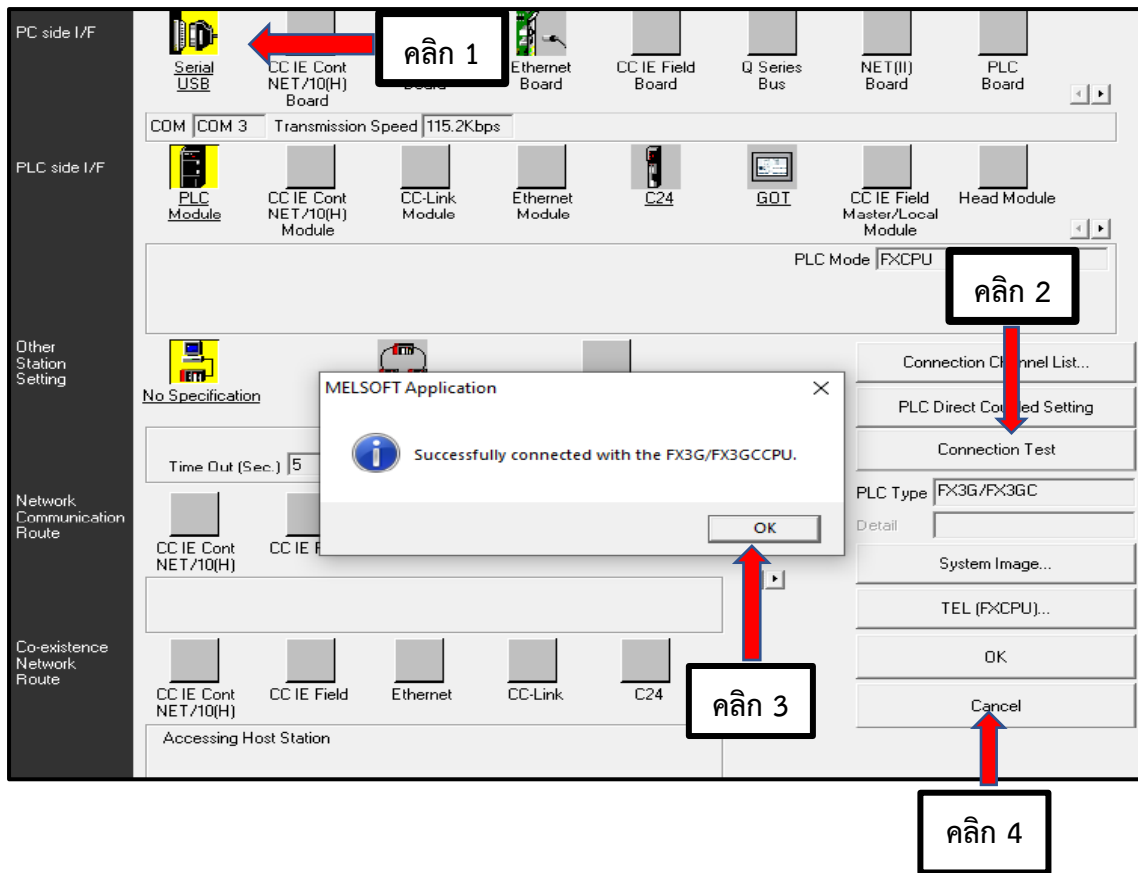 PC side I/F
Serial
USB
CC IE Cont
NET/10(H)
Board
Board
Ethernet
Board
CC IE Field
Board
Q Series
Bus
NET(II)
Board
PLC
Board
คลิก 1
COM COM 3 Transmission Speed 115.2Kbps
PLC side I/F
PLC
Module
CC IE Cont
NET/10(H)
Module
CC-Link
Module
Ethernet
Module
C24
GOT
CC IE Field
Master/Local
Module
Head Module
PLC Mode FXCPU
คลิก 2
Other
Station
Setting
No Specification
Time Out (Sec.) 5
Connection Channel List...
PLC Direct Coupled Setting
Connection Test
PLC Type FX3G/FX3GC
Detail
System Image...
TEL (FXCPU)...
OK
Cancel
MELSOFT Application
Successfully connected with the FX3G/FX3GCCPU.
OK
คลิก 3
Network
Communication
Route
CC IE Cont
NET/10(H)
CC IE F
Co-existence
Network
Route
CC IE Cont
NET/10(H)
CC IE Field
Ethernet
CC-Link
C24
Accessing Host Station
คลิก 4